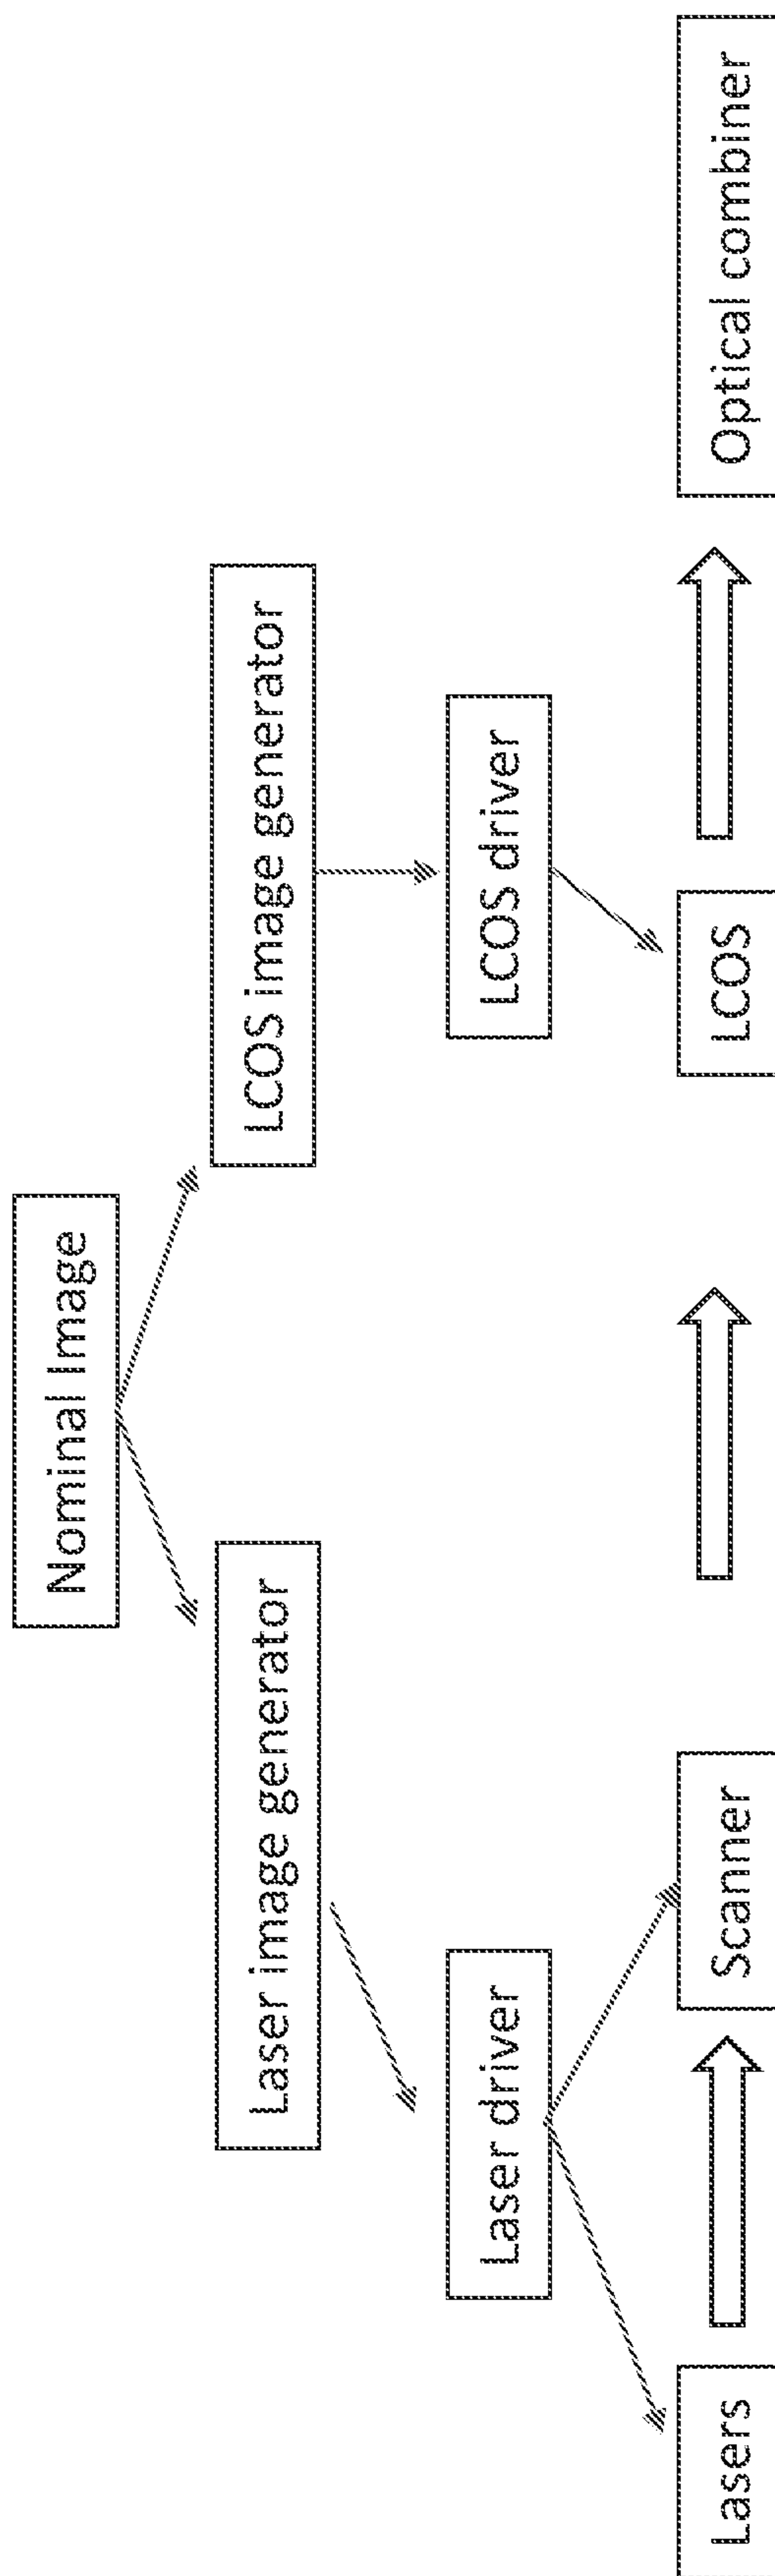 Nominal Image
Laser image generator
LCOS image generator
Laser driver
LCOS driver
Lasers
Scanner
LCOS
Optical combiner